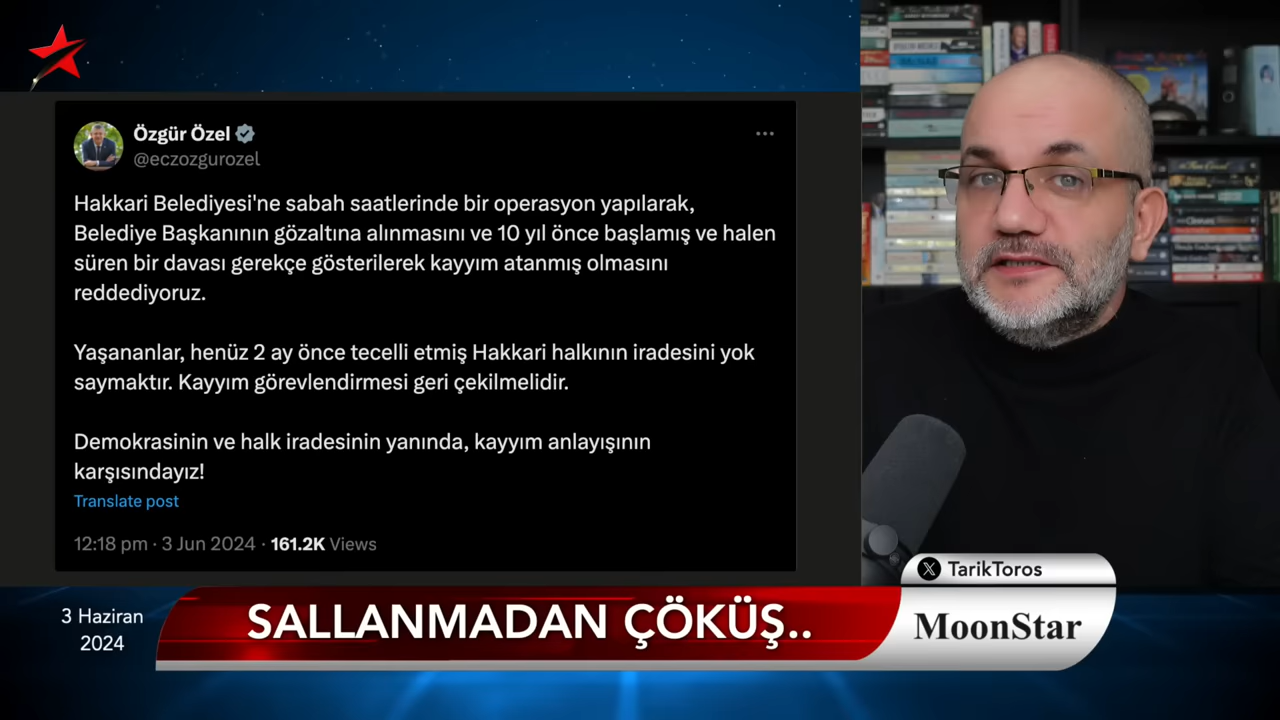 Özgür Özel
@eczozgurozel
Hakkari Belediyesi'ne sabah saatlerinde bir operasyon yapılarak,
Belediye Başkanının gözaltına alınmasını ve 10 yıl önce başlamış ve halen
süren bir davası gerekçe gösterilerek kayyım atanmış olmasını
reddediyoruz.
Yaşananlar, henüz 2 ay önce tecelli etmiş Hakkari halkının iradesini yok
saymaktır. Kayyım görevlendirmesi geri çekilmelidir.
Demokrasinin ve halk iradesinin yanında, kayyım anlayışının
karşısındayız!
Translate post
12:18 pm · 3 Jun 2024 · 161.2K Views
TarikToros
3 Haziran
2024
SALLANMADAN ÇÖKÜŞ..
MoonStar